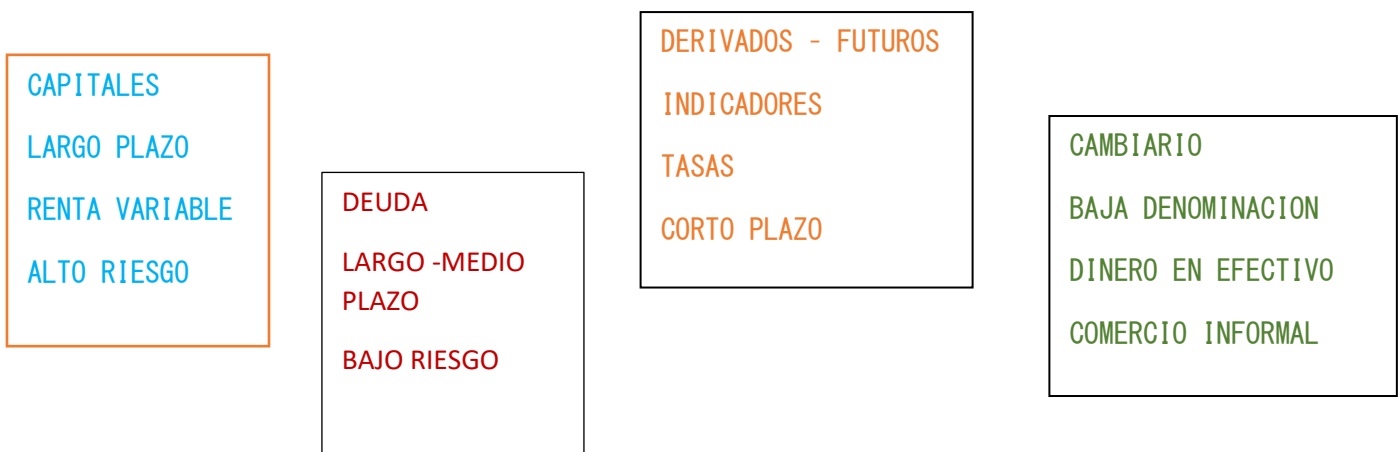 CAPITALES
LARGO PLAZO
RENTA VARIABLE
ALTO RIESGO
DEUDA
LARGO -MEDIO
PLAZO
BAJO RIESGO
DERIVADOS - FUTUROS
INDICADORES
TASAS
CORTO PLAZO
CAMBIARIO
BAJA DENOMINACION
DINERO EN EFECTIVO
COMERCIO INFORMAL